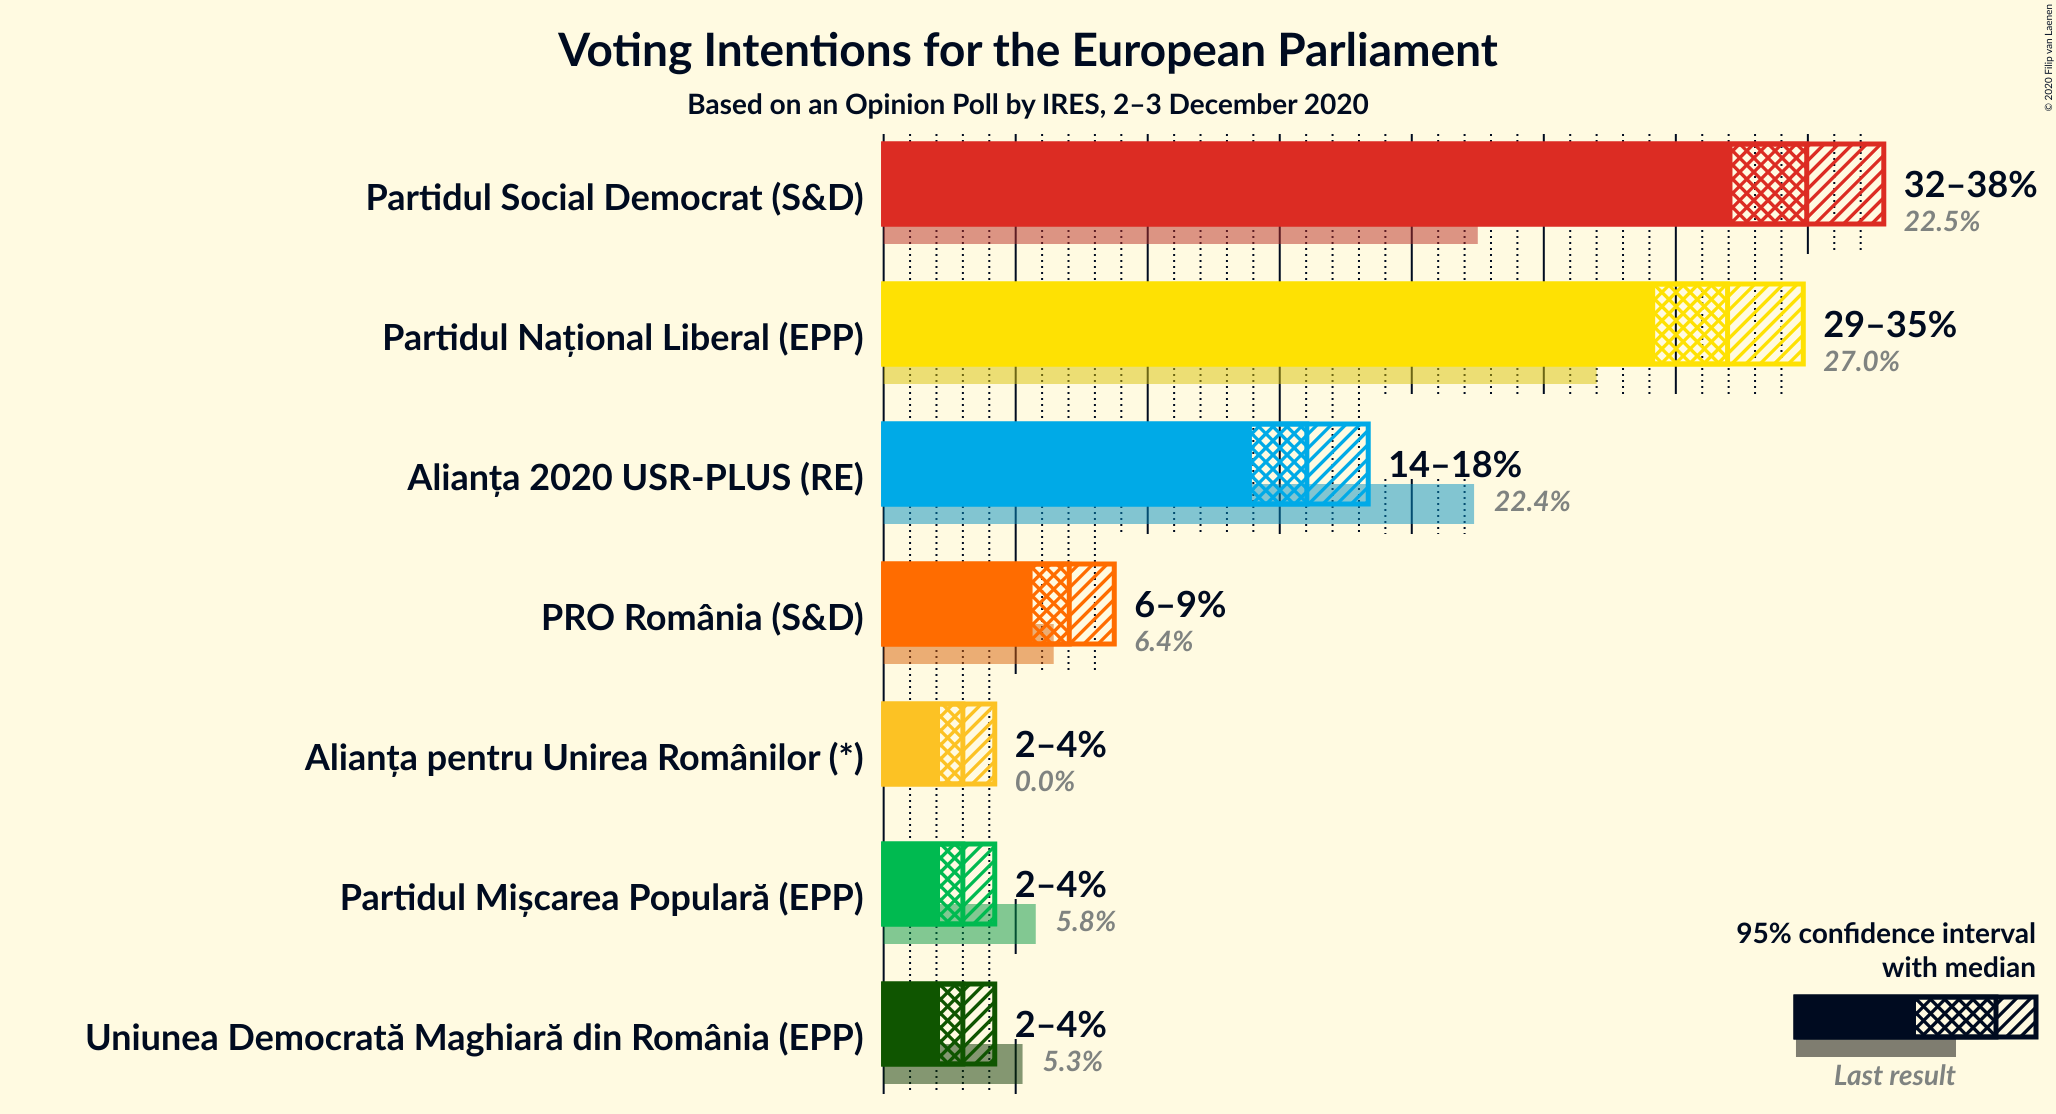 Voting Intentions for the European Parliament
Based on an Opinion Poll by IRES, 2–3 December 2020
© 2020 Filip van Laenen
Partidul Social Democrat (S&D)
32–38%
22.5%
Partidul Național Liberal (EPP)
29–35%
27.0%
Alianța 2020 USR-PLUS (RE)
14–18%
22.4%
PRO România (S&D)
6–9%
6.4%
Alianța pentru Unirea Românilor (*)
2–4%
0.0%
Partidul Mișcarea Populară (EPP)
2–4%
5.8%
Uniunea Democrată Maghiară din România (EPP)
2–4%
5.3%
95% confidence interval
with median
Last result